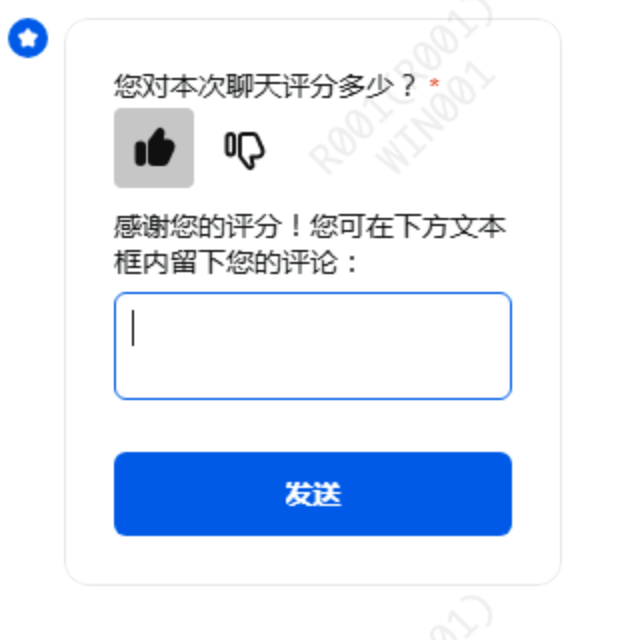 R001(R001)
WIN001
您对本次聊天评分多少？ *
感谢您的评分！您可在下方文本
框内留下您的评论：
发送
001)